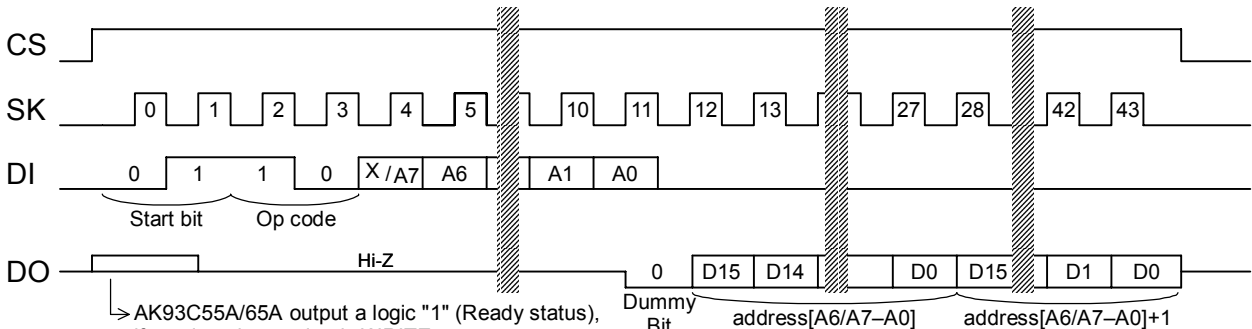 CS
SK 0 1 2 3 4 5 10 11 12 13 27 28 42 43
DI 0 1 1 0 X /A7 A6 A1 A0
Start bit Op code
DO Hi-Z 0 D15 D14 D0 D15 D1 D0
AK93C55A/65A output a logic "1" (Ready status),
Dummy
Bit
address[A6/A7–A0] address[A6/A7–A0]+1